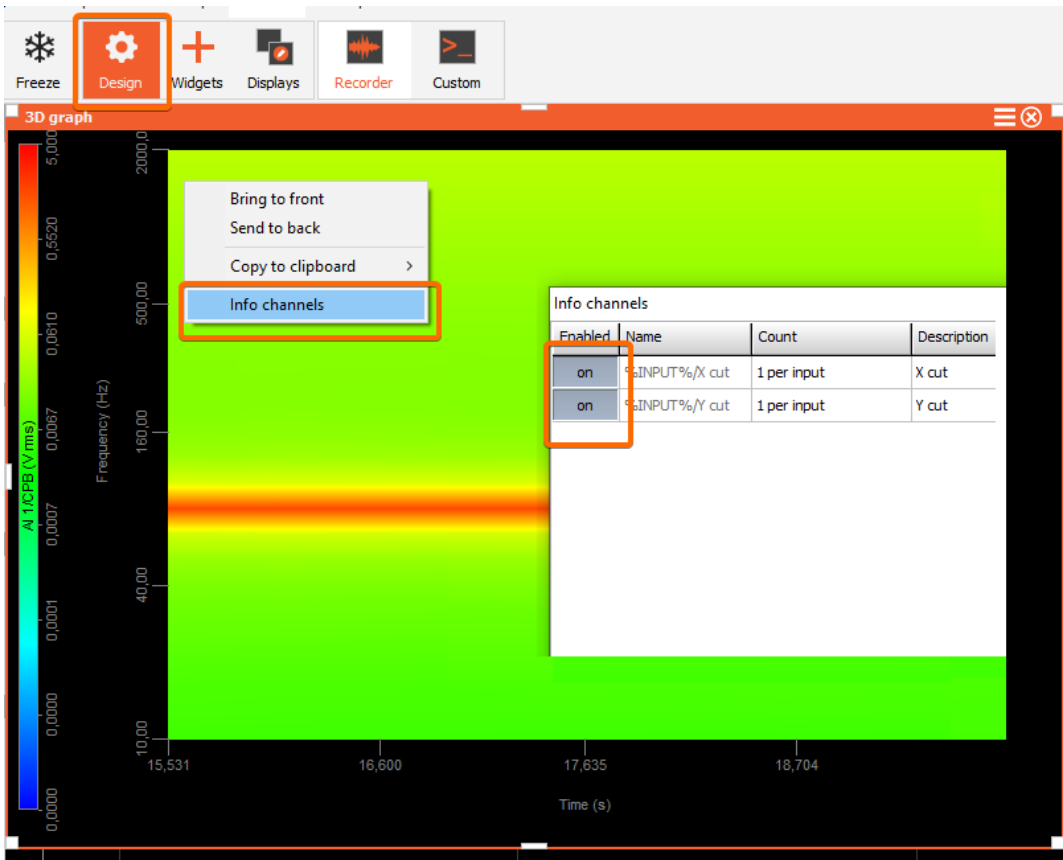 Freeze
Design
Widgets
Displays
Recorder
Custom
3D graph
5,000
0,5520
0,0610
0,0067
0,0007
0,0001
0,0000
0,0000
AI 1/CPB (V rms)
2000,0
500,00
160,00
40,00
10,00
Frequency (Hz)
Bring to front
Send to back
Copy to clipboard
Info channels
Info channels
Enabled Name Count Description
on %INPUT%/X cut 1 per input X cut
on %INPUT%/Y cut 1 per input Y cut
15,531 16,600 17,635 18,704
Time (s)